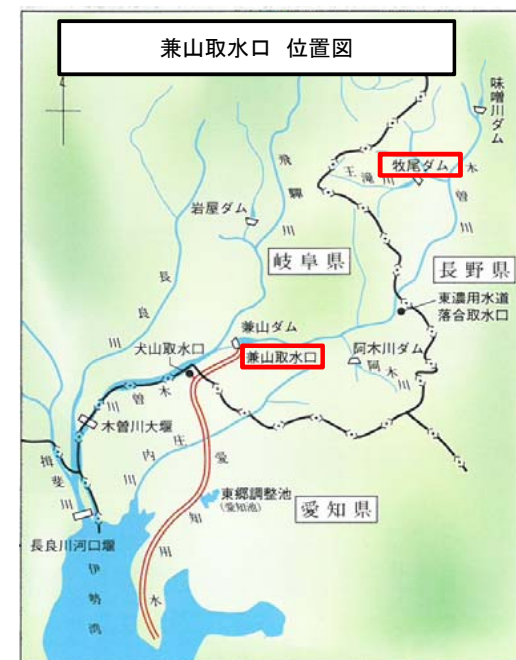 兼山取水口 位置図
味噌川ダム
牧尾ダム
王滝川
木曽川
飛騨川
岩屋ダム
岐阜県
長野県
長良川
東濃用水道
落合取水口
兼山ダム
犬山取水口
兼山取水口
阿木川ダム
阿木川
木曽川
木曽川大堰
揖斐川
庄内川
愛知用水
東郷調整池
(愛知池)
愛知県
長良川河口堰
伊勢湾